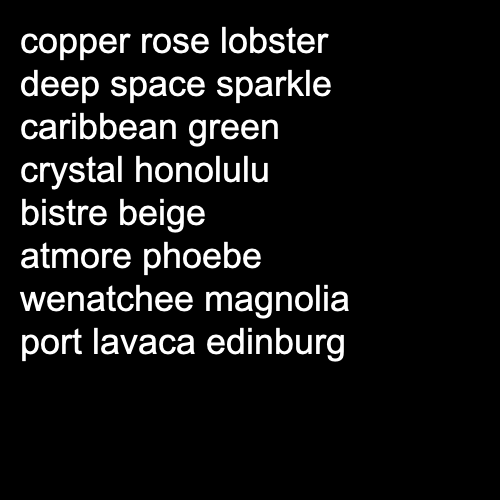 copper rose lobster
deep space sparkle
caribbean green
crystal honolulu
bistre beige
atmore phoebe
wenatchee magnolia
port lavaca edinburg